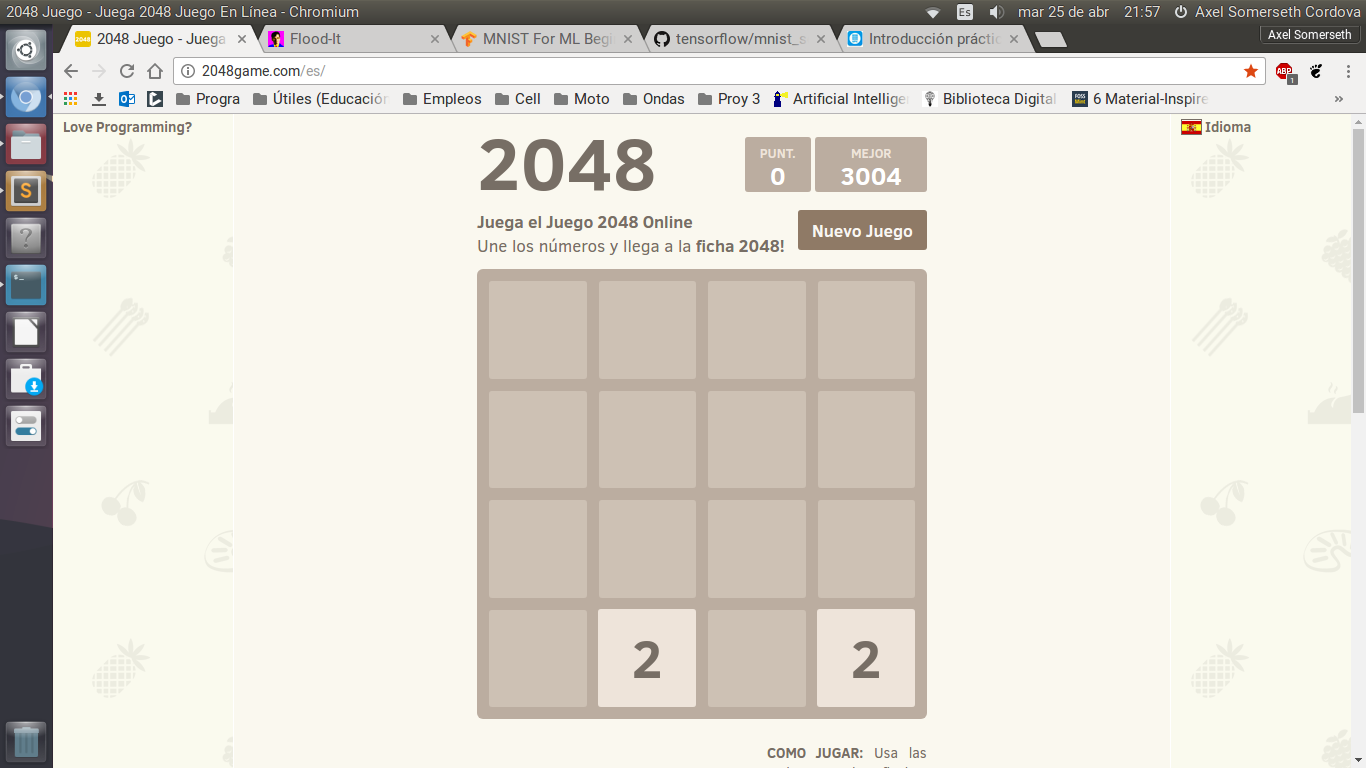 2048 Juego - Juega 2048 Juego En Línea - Chromium
Es
mar 25 de abr
21:57
Axel Somerseth Cordova
2048 Juego - Juega
Flood-It
MNIST For ML Begi
tensorflow/mnist_s
Introducción práctic
Axel Somerseth
2048game.com/es/
ABP
1
Progra
Útiles (Educación
Empleos
Cell
Moto
Ondas
Proy 3
Artificial Intellige
Biblioteca Digital
6 Material-Inspire
»
Love Programming?
Idioma
2048
PUNT.
0
MEJOR
3004
Juega el Juego 2048 Online
Une los números y llega a la ficha 2048!
Nuevo Juego
2
2
COMO JUGAR: Usa las